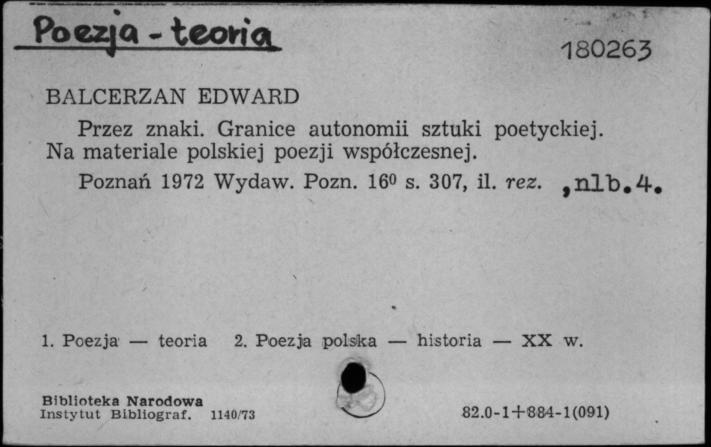 Poezja - teoria
180263
BALCERZAN EDWARD
Przez znaki. Granice autonomii sztuki poetyckiej.
Na materiale polskiej poezji współczesnej.
Poznań 1972 Wydaw. Pozn. 16⁰ s. 307, il. rez. , nlb. 4.
1. Poezja — teoria 2. Poezja polska — historia — XX w.
Biblioteka Narodowa
Instytut Bibliograf. 1140/73
82.0-1+884-1(091)